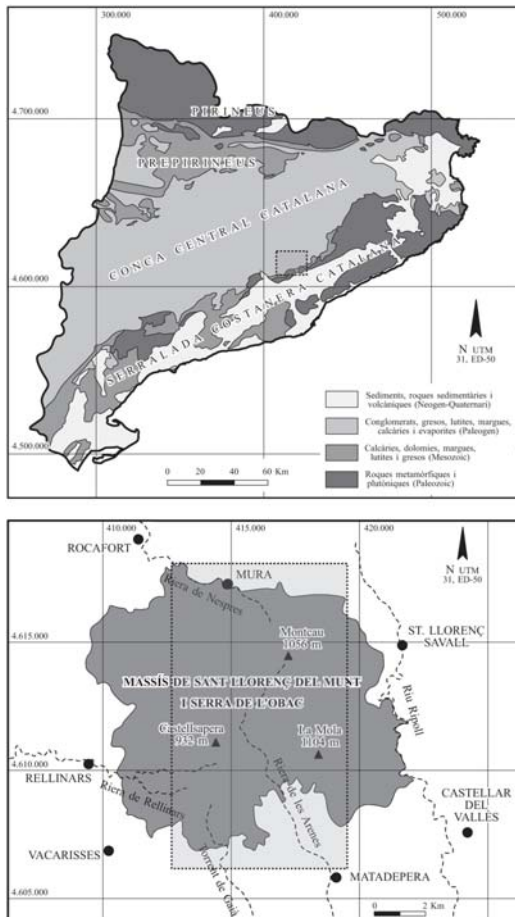 300.000
400.000
500.000
4.700.000
PIRINEUS
PREPIRINEUS
CONCA CENTRAL CATALANA
4.600.000
SERRALADA COSTANERA CATALANA
N UTM
31, ED-50
Sediments, roques sedimentàries i
volcàniques (Neogen-Quaternari)
Conglomerats, gresos, lutites, margues,
calcàries i evaporites (Paleogen)
Calcàries, dolomies, margues,
lutites i gresos (Mesozoic)
Roques metamòrfiques i
plutòniques (Paleozoic)
4.500.000
0 20 40 60 Km
410.000
415.000
420.000
N UTM
31, ED-50
ROCAFORT
MURA
Riera de Nespres
4.615.000
Montcau
1056 m
ST. LLORENÇ
SAVALL
MASSÍS DE SANT LLORENÇ DEL MUNT
I SERRA DE L'OBAC
Riu Ripoll
Castellsapera
932 m
La Mola
1104 m
4.610.000
RELLINARS
Riera de Rellinars
Riera de les Arenes
CASTELLAR
DEL
VALLÈS
VACARISSES
Torrent de Gaià
MATADEPERA
4.605.000
0 2 Km